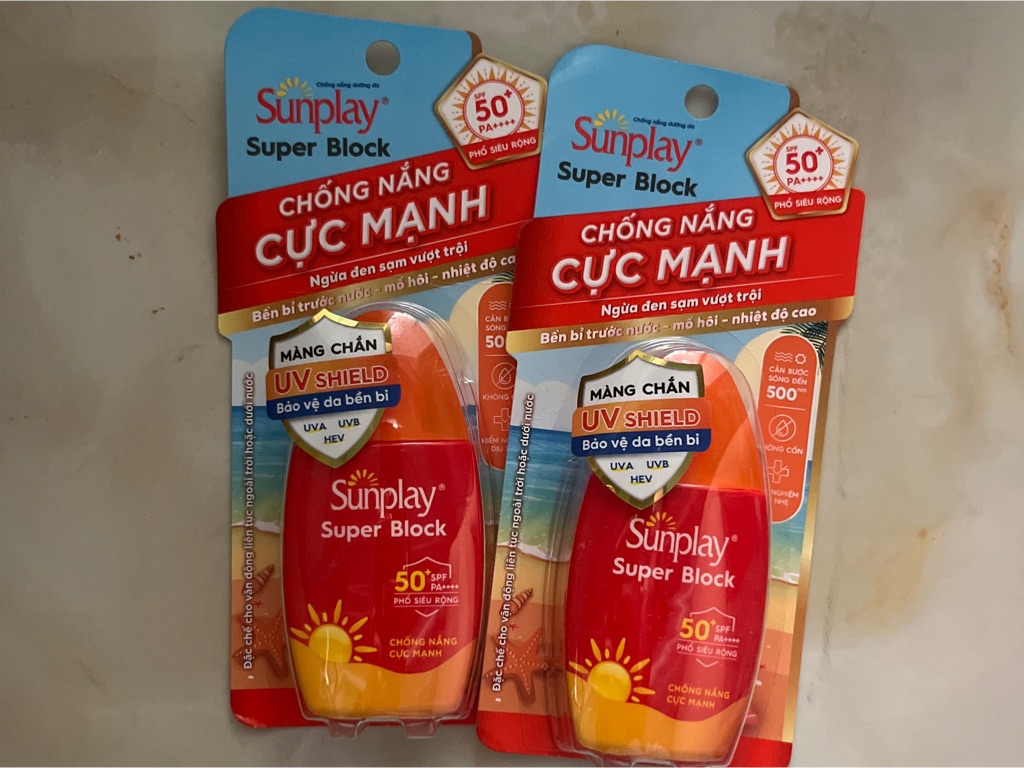 Chống nắng dưỡng da
Sunplay®
Super Block
SPF
50+
PA++++
PHỔ SIÊU RỘNG
CHỐNG NẮNG
CỰC MẠNH
Ngừa đen sạm vượt trội
Bền bỉ trước nước - mồ hôi - nhiệt độ ca
MÀNG CHẮN
UV SHIELD
Bảo vệ da bền bỉ
UVA UVB
HEV
Đặc chế cho vận động liên tục ngoài trời hoặc dưới nước
Sunplay®
Super Block
50+ SPF
PA++++
PHỔ SIÊU RỘNG
CHỐNG NẮNG
CỰC MẠNH
Chống nắng dưỡng da
Sunplay®
Super Block
SPF
50+
PA++++
PHỔ SIÊU RỘNG
CHỐNG NẮNG
CỰC MẠNH
Ngừa đen sạm vượt trội
Bền bỉ trước nước - mồ hôi - nhiệt độ cao
MÀNG CHẮN
UV SHIELD
Bảo vệ da bền bỉ
UVA UVB
HEV
CẢN BƯỚC
SÓNG ĐẾN
500nm
CỒN
NGHIỆM
NHẸ
Đặc chế cho vận động liên tục ngoài trời hoặc dưới nước
Sunplay®
Super Block
50+ SPF
PA++++
PHỔ SIÊU RỘNG
CHỐNG NẮNG
CỰC MẠNH